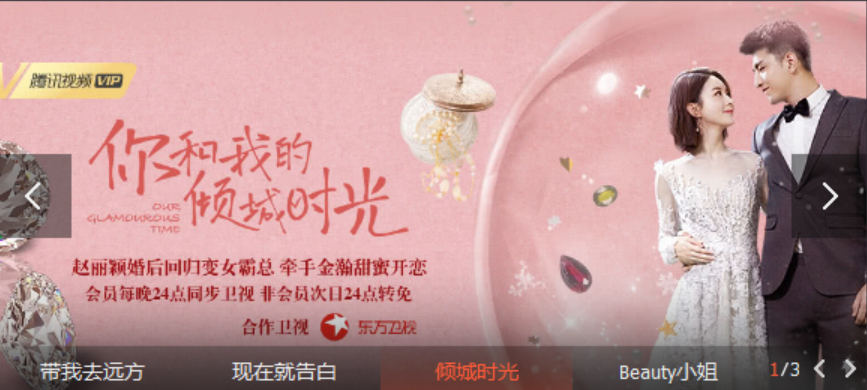 腾讯视频 VIP
你和我的
倾城时光
OUR
GLAMOUROUS
TIME
赵丽颖婚后回归变女霸总 牵手金瀚甜蜜开恋
会员每晚24点同步卫视 非会员次日24点转免
合作卫视 东方卫视
带我去远方 现在就告白 倾城时光 Beauty小姐 1/3